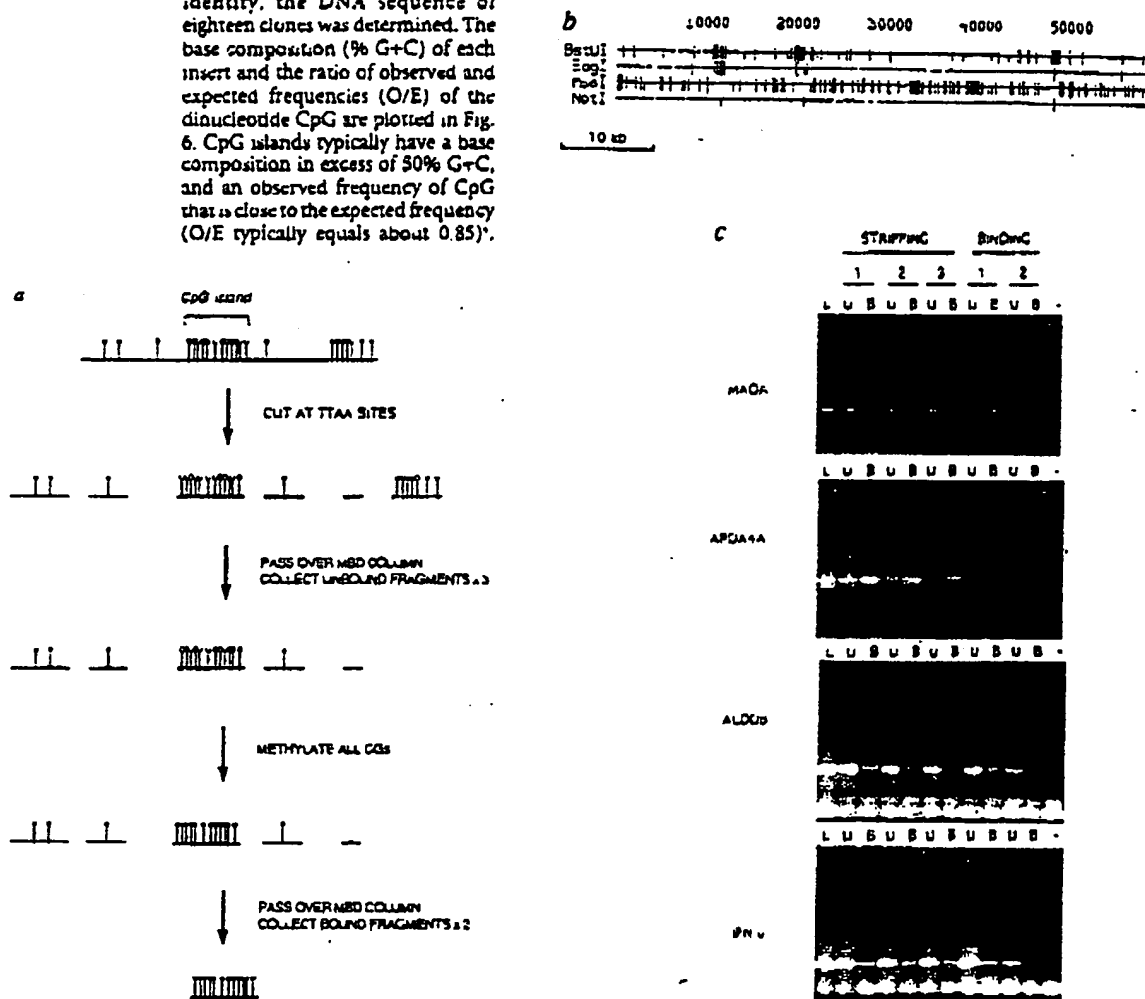 identity, the DNA sequence of
eighteen clones was determined. The
base composition (% G+C) of each
insert and the ratio of observed and
expected frequencies (O/E) of the
dinucleotide CpG are plotted in Fig.
6. CpG islands typically have a base
composition in excess of 50% G+C,
and an observed frequency of CpG
that is close to the expected frequency
(O/E typically equals about 0.85)
a
CpG island
CUT AT TTAA SITES
PASS OVER MBD COLUMN
COLLECT UNBOUND FRAGMENTS x 3
METHYLATE ALL CGs
PASS OVER MBD COLUMN
COLLECT BOUND FRAGMENTS x 2
b
10000 20000 30000 40000 50000
BstUI
EagI
NotI
10 kb
c
STRIPPING BINDING
1 2 3 1 2
L U B U B U B U B U B -
MAOA
L U B U B U B U B U B -
L U B U B U B U B U B -
ALDOB
L U B U B U B U B U B -